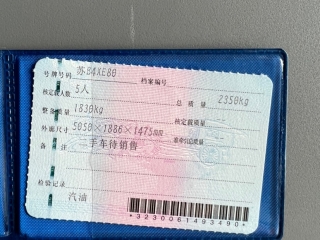 号牌号码 苏B4XE80 档案编号
核定载人数 5人 总质量 2350kg
整备质量 1830kg 核定载质量
外廓尺寸 5050×1886×1475mm 准牵引总质量
备注 二手车待销售
检验记录
汽油
*3230061493490*